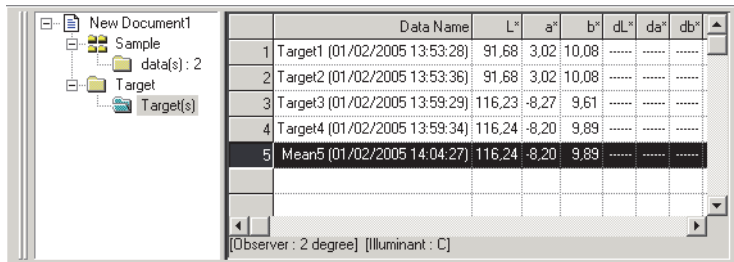 New Document1
Sample
data(s) : 2
Target
Target(s)
Data Name L* a* b* dL* da* db*
1 Target1 (01/02/2005 13:53:28) 91,68 3,02 10,08 ----- ----- -----
2 Target2 (01/02/2005 13:53:36) 91,68 3,02 10,08 ----- ----- -----
3 Target3 (01/02/2005 13:59:29) 116,23 -8,27 9,61 ----- ----- -----
4 Target4 (01/02/2005 13:59:34) 116,24 -8,20 9,89 ----- ----- -----
5 Mean5 (01/02/2005 14:04:27) 116,24 -8,20 9,89 ----- ----- -----
[Observer : 2 degree] [Illuminant : C]